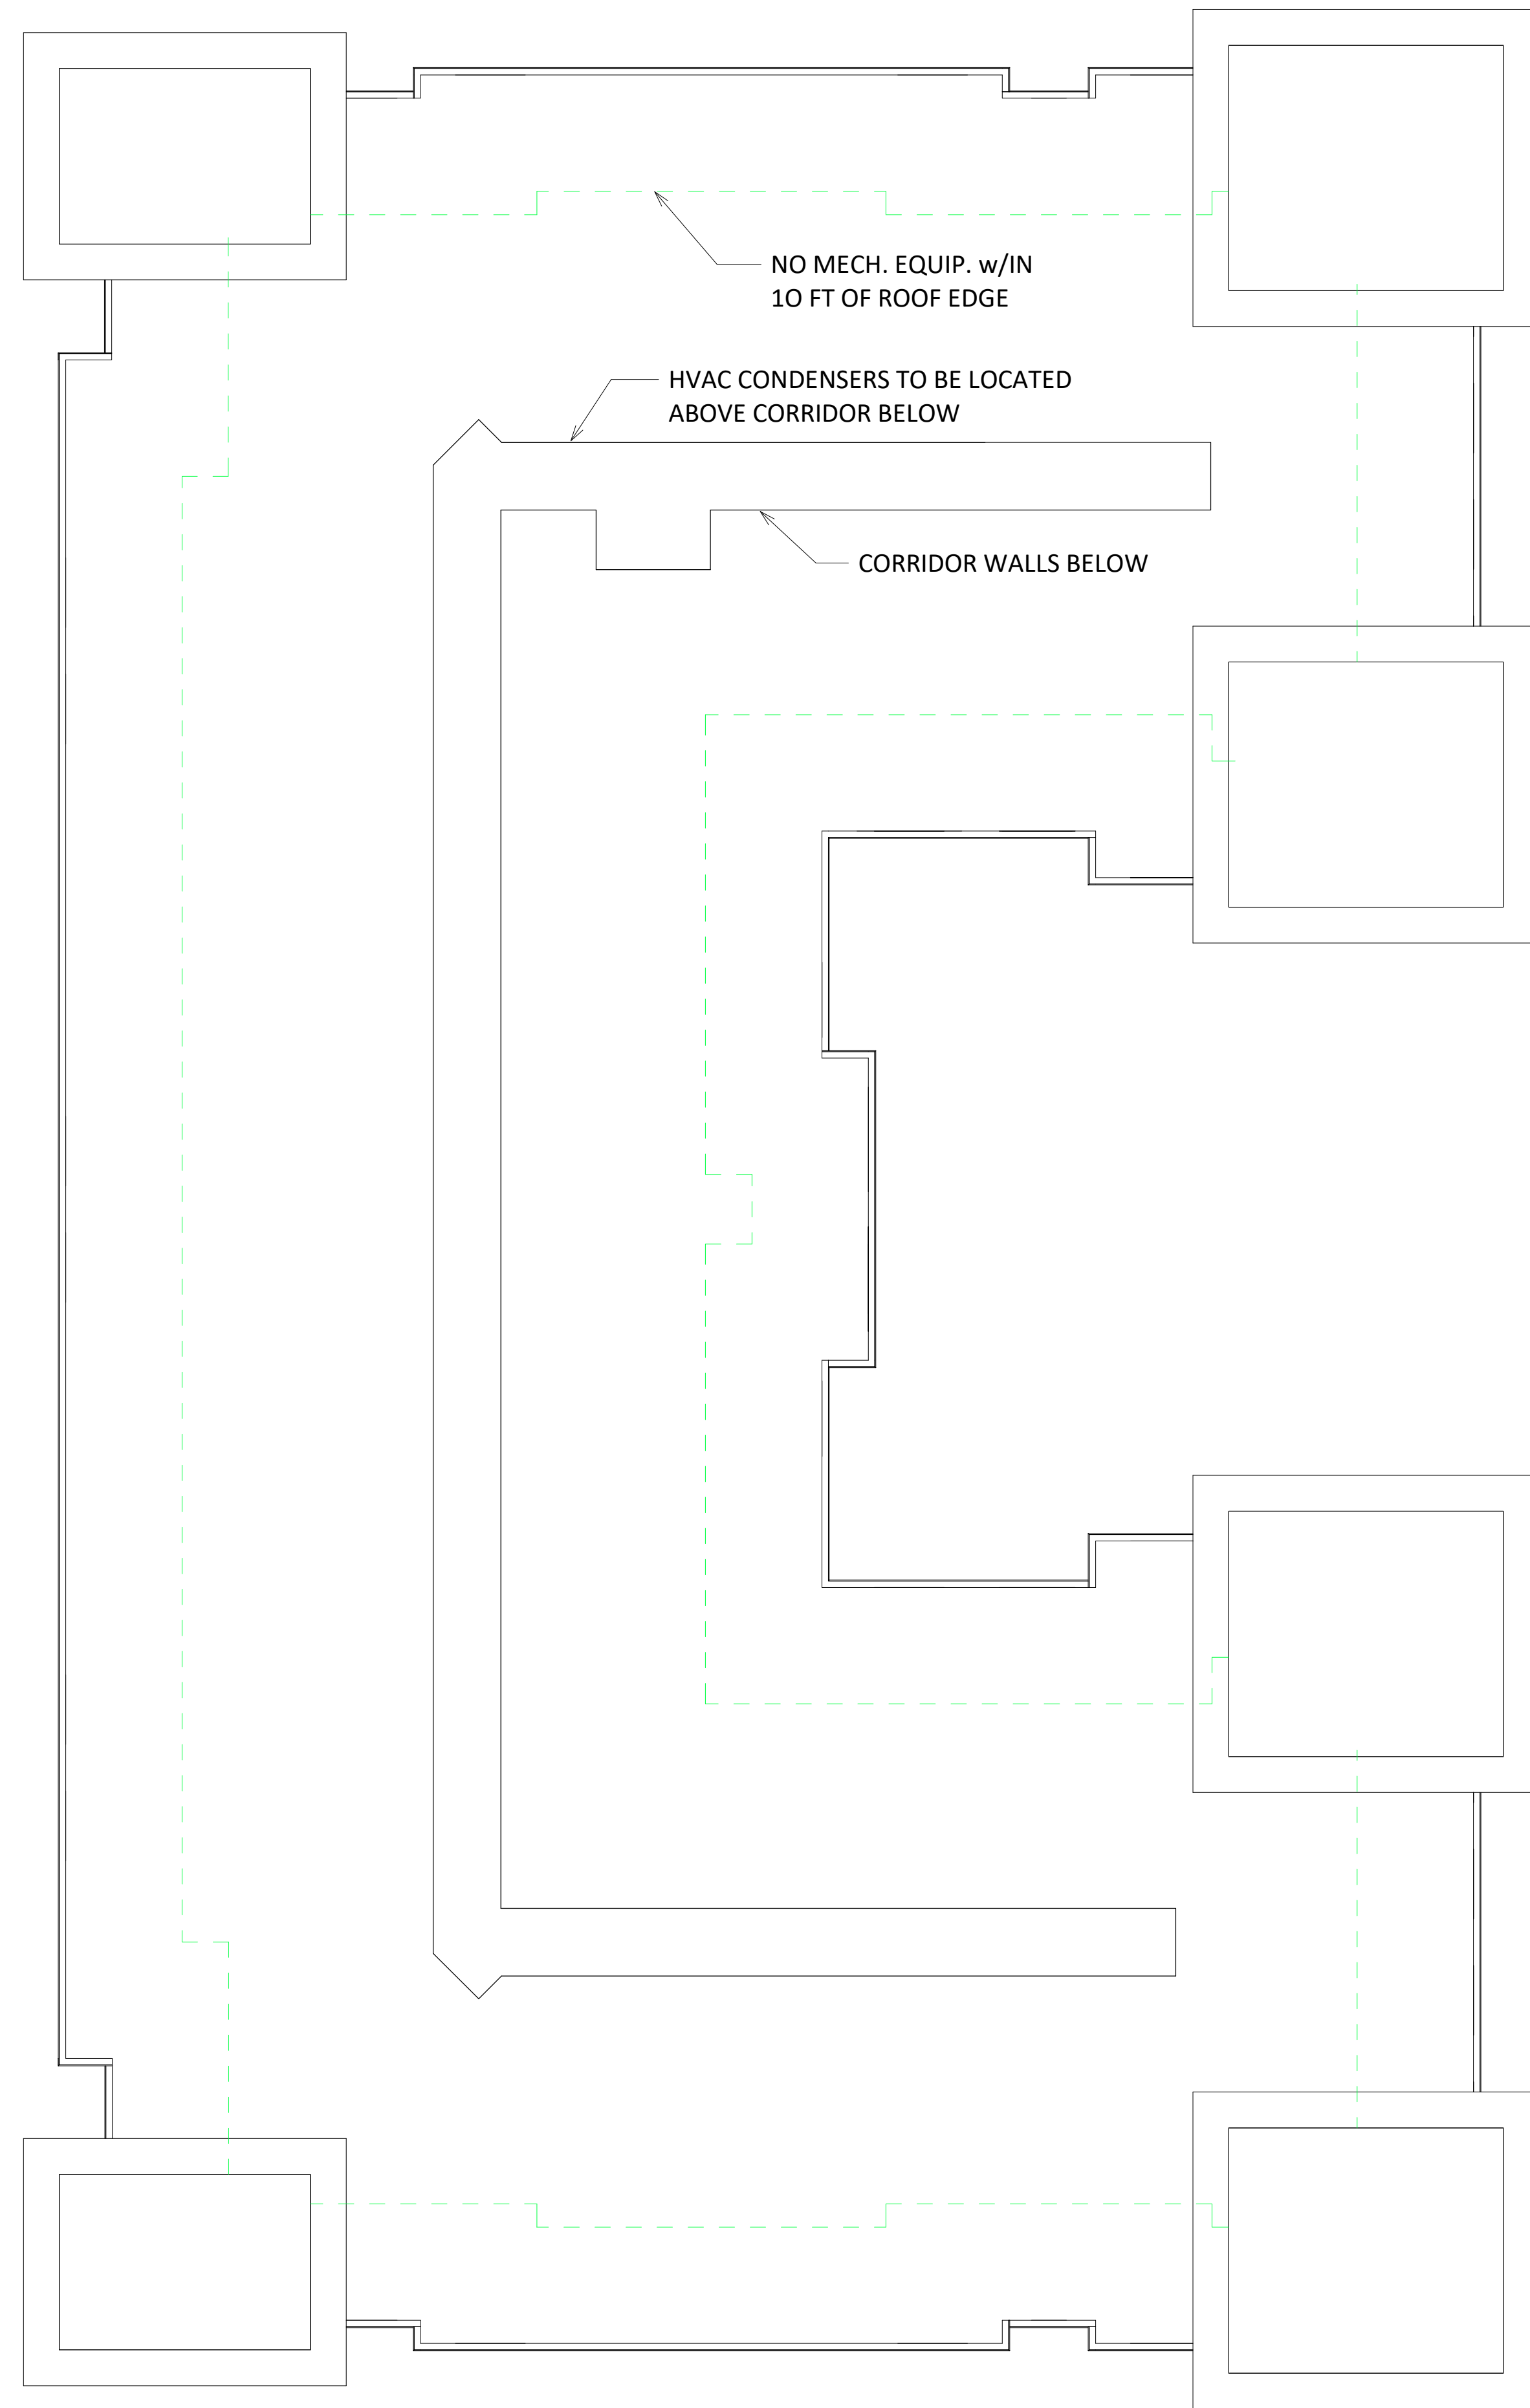 NO MECH. EQUIP. w/IN
1O FT OF ROOF EDGE
HVAC CONDENSERS TO BE LOCATED
ABOVE CORRIDOR BELOW
CORRIDOR WALLS BELOW